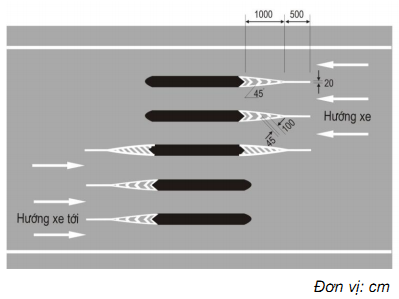 1000
500
20
45
Hướng xe
100
45
Hướng xe tới
Đơn vị: cm